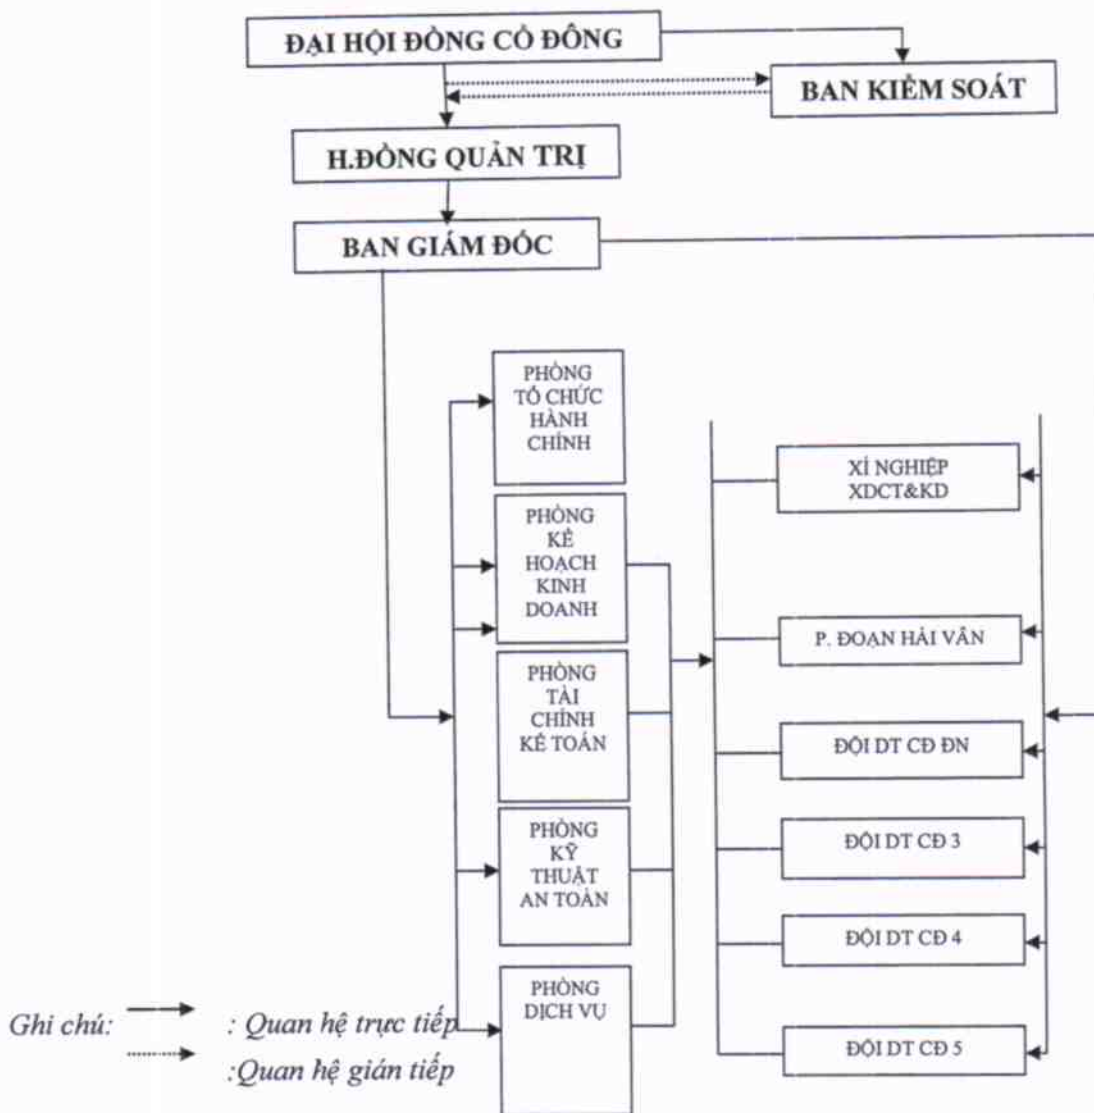 ĐẠI HỘI ĐỒNG CỔ ĐÔNG
BAN KIỂM SOÁT
H.ĐỒNG QUẢN TRỊ
BAN GIÁM ĐỐC
PHÒNG
TỔ CHỨC
HÀNH
CHÍNH
PHÒNG
KẾ
HOẠCH
KINH
DOANH
PHÒNG
TÀI
CHÍNH
KẾ TOÁN
PHÒNG
KỸ
THUẬT
AN TOÀN
PHÒNG
DỊCH VỤ
XÍ NGHIỆP
XDCT&KD
P. ĐOẠN HẢI VÂN
ĐỘI DT CĐ ĐN
ĐỘI DT CĐ 3
ĐỘI DT CĐ 4
ĐỘI DT CĐ 5
Ghi chú: : Quan hệ trực tiếp
:Quan hệ gián tiếp